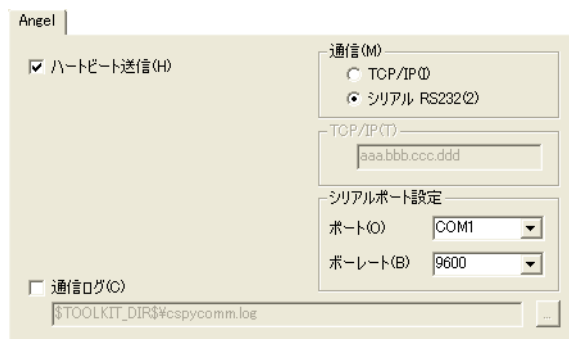 Angel
ハートビート送信(H)
通信(M)
TCP/IP(I)
シリアル RS232(2)
TCP/IP(T)
aaa.bbb.ccc.ddd
シリアルポート設定
ポート(O)
COM1
ボーレート(B)
9600
通信ログ(C)
$TOOLKIT_DIR$¥cspycomm.log
...